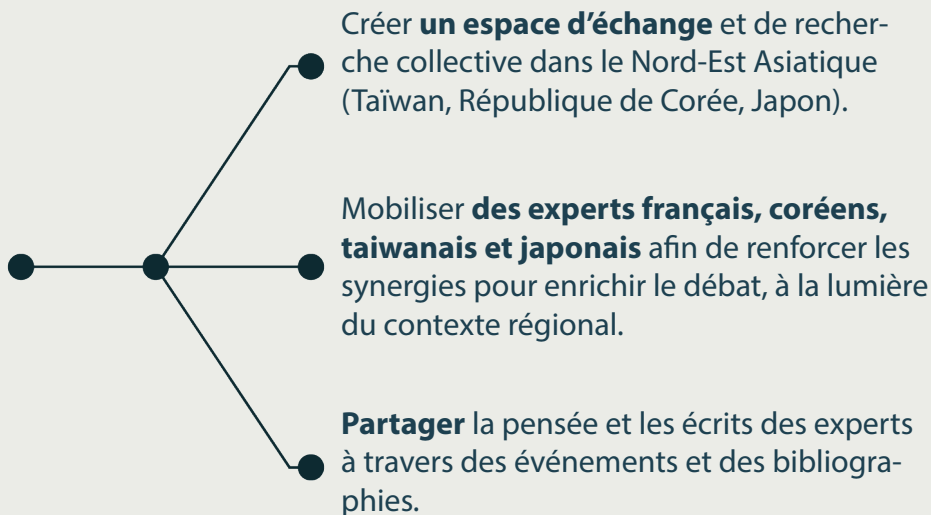 Créer un espace d’échange et de recher-
che collective dans le Nord-Est Asiatique
(Taïwan, République de Corée, Japon).
Mobiliser des experts français, coréens,
taiwanais et japonais afin de renforcer les
synergies pour enrichir le débat, à la lumière
du contexte régional.
Partager la pensée et les écrits des experts
à travers des événements et des bibliogra-
phies.